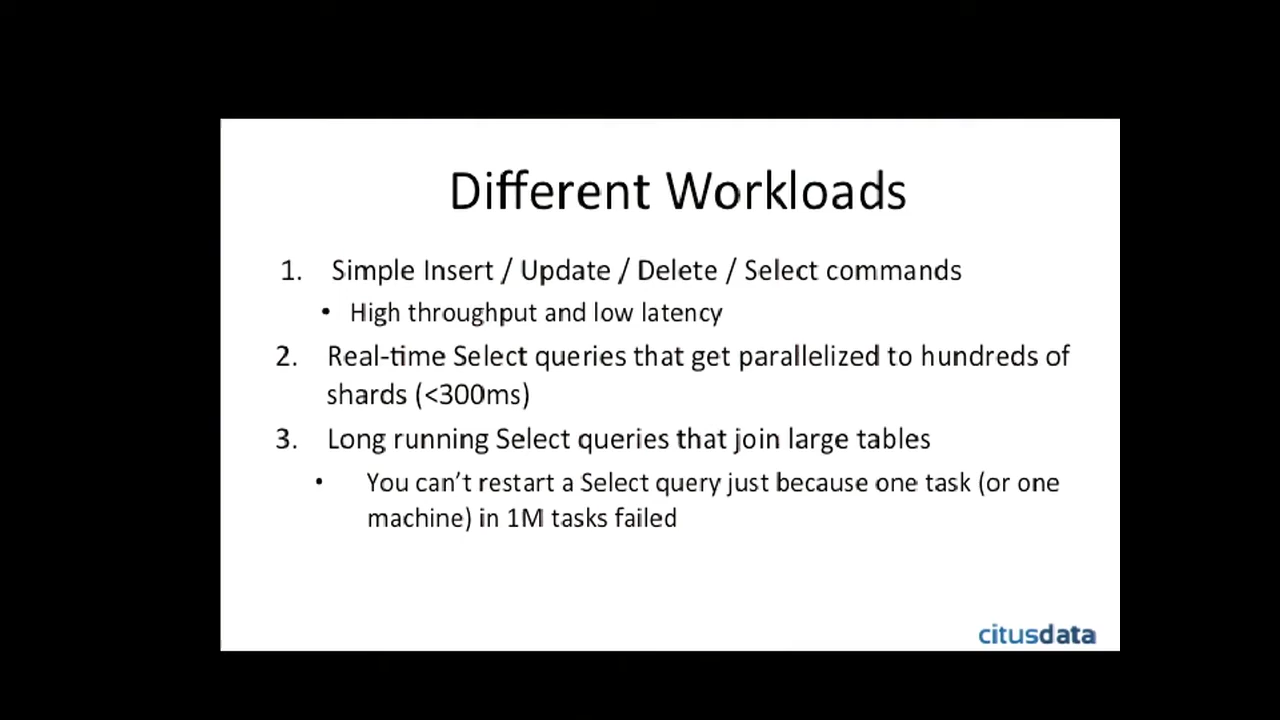 Different Workloads
1. Simple Insert / Update / Delete / Select commands
• High throughput and low latency
2. Real-time Select queries that get parallelized to hundreds of
shards (<300ms)
3. Long running Select queries that join large tables
• You can’t restart a Select query just because one task (or one
machine) in 1M tasks failed
citusdata